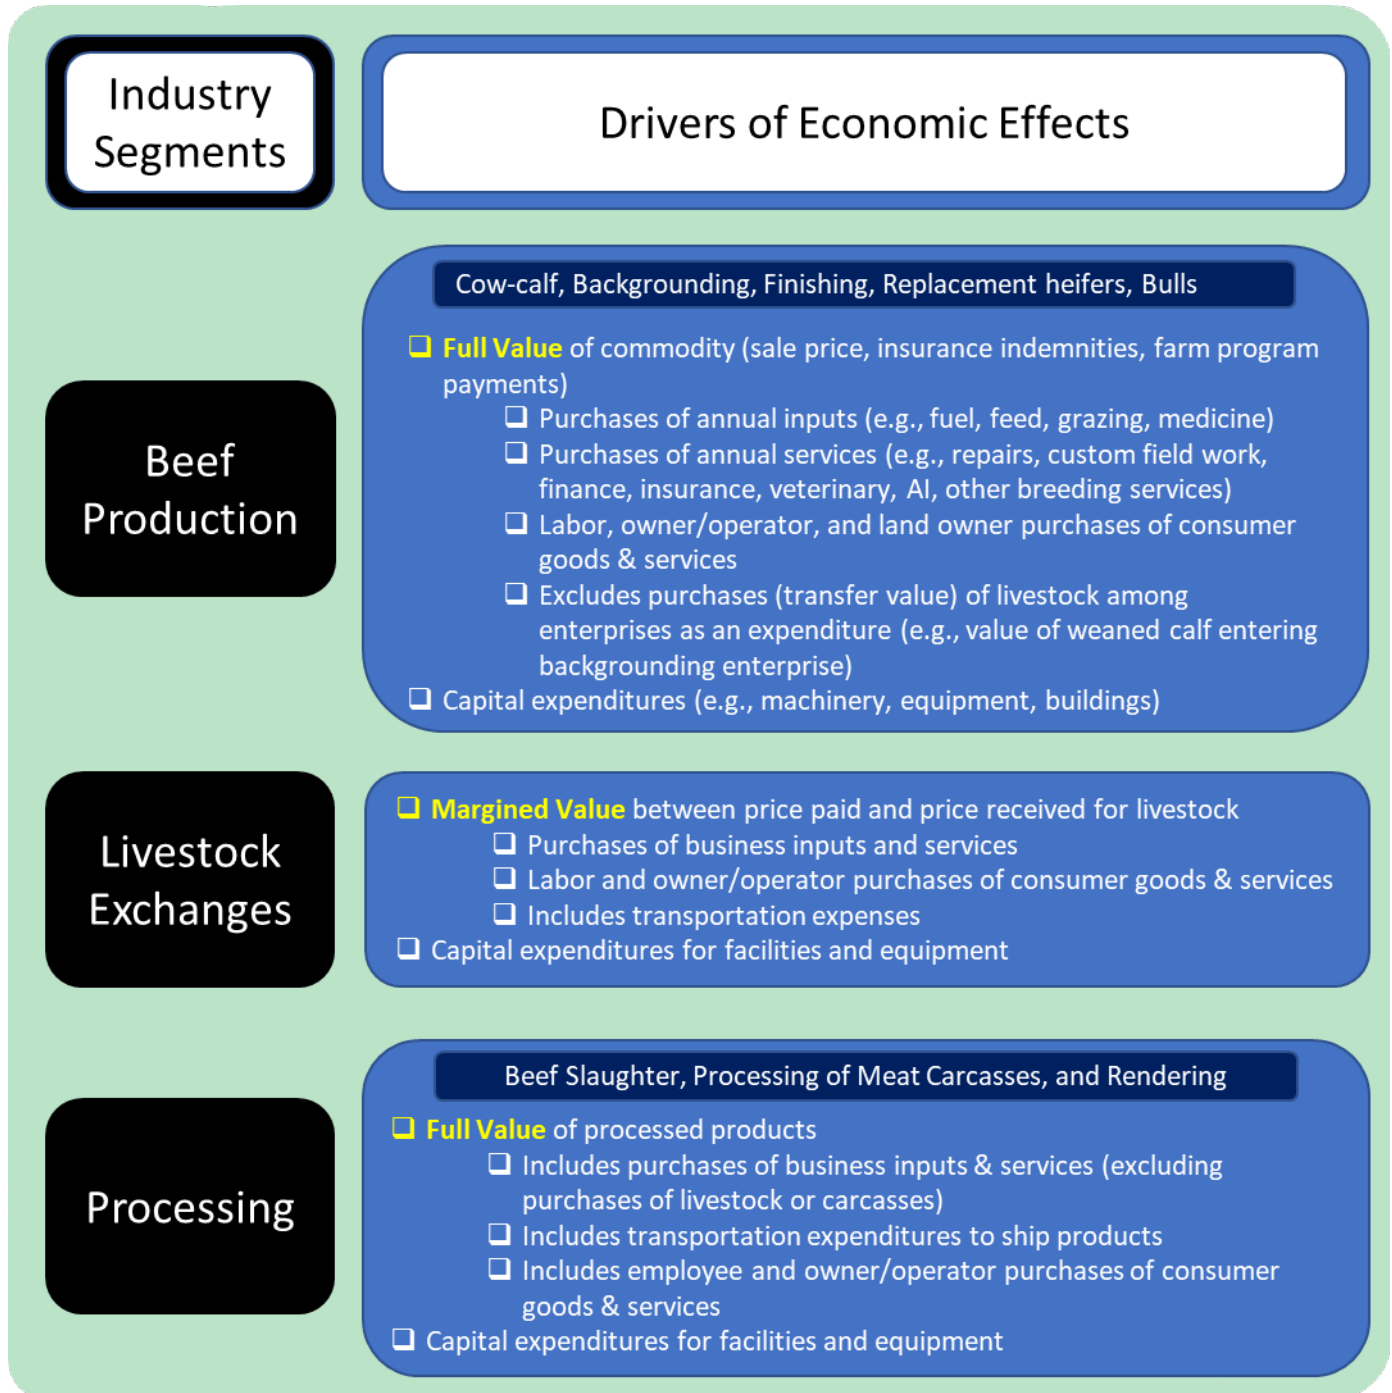 Industry
Segments
Drivers of Economic Effects
Beef
Production
Cow-calf, Backgrounding, Finishing, Replacement heifers, Bulls
Full Value of commodity (sale price, insurance indemnities, farm program
payments)
Purchases of annual inputs (e.g., fuel, feed, grazing, medicine)
Purchases of annual services (e.g., repairs, custom field work,
finance, insurance, veterinary, AI, other breeding services)
Labor, owner/operator, and land owner purchases of consumer
goods & services
Excludes purchases (transfer value) of livestock among
enterprises as an expenditure (e.g., value of weaned calf entering
backgrounding enterprise)
Capital expenditures (e.g., machinery, equipment, buildings)
Livestock
Exchanges
Margined Value between price paid and price received for livestock
Purchases of business inputs and services
Labor and owner/operator purchases of consumer goods & services
Includes transportation expenses
Capital expenditures for facilities and equipment
Processing
Beef Slaughter, Processing of Meat Carcasses, and Rendering
Full Value of processed products
Includes purchases of business inputs & services (excluding
purchases of livestock or carcasses)
Includes transportation expenditures to ship products
Includes employee and owner/operator purchases of consumer
goods & services
Capital expenditures for facilities and equipment